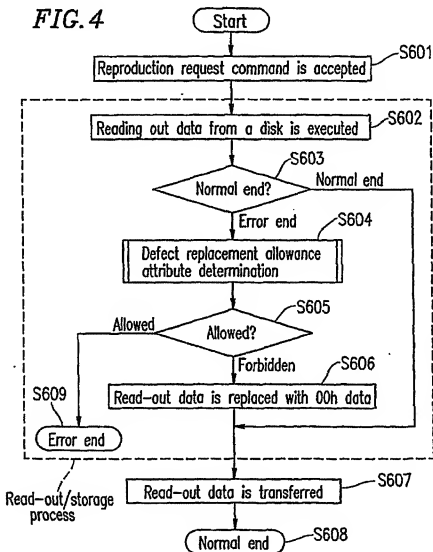 FIG. 4
Start
S601
Reproduction request command is accepted
S602
Reading out data from a disk is executed
S603
Normal end?
Normal end
Error end
S604
Defect replacement allowance
attribute determination
S605
Allowed
Allowed?
Forbidden
S606
Read-out data is replaced with 00h data
S609
Error end
Read-out/storage
process
S607
Read-out data is transferred
S608
Normal end